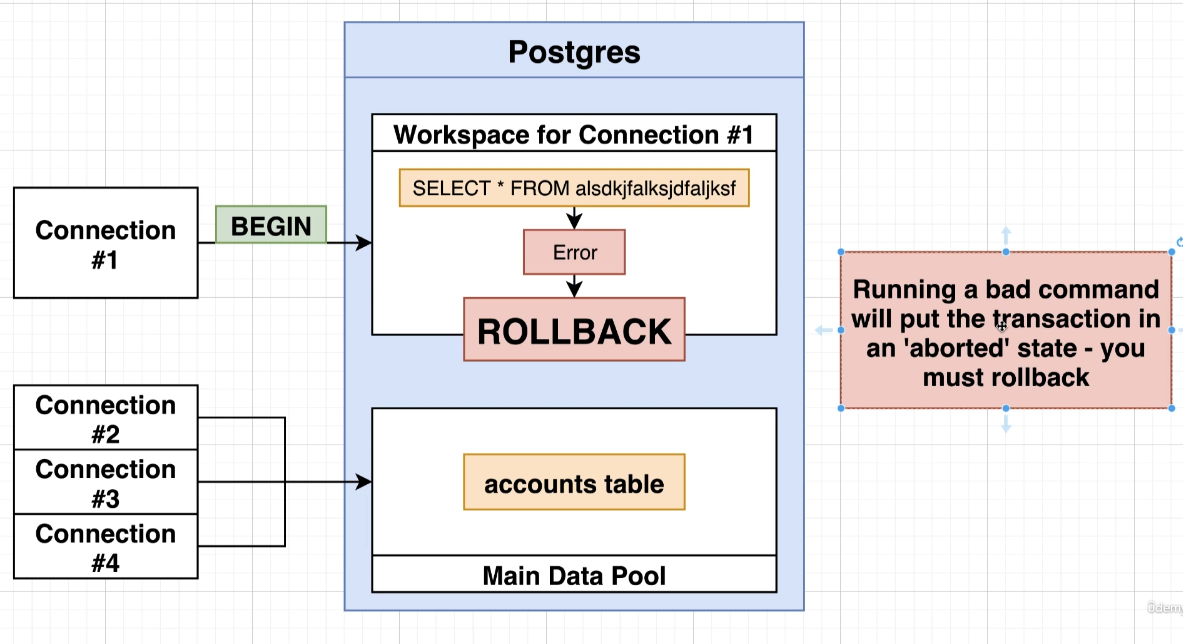 Postgres
Workspace for Connection #1
SELECT * FROM alsdkjfalksjdfaljksf
Error
ROLLBACK
Connection
#1
BEGIN
Running a bad command
will put the transaction in
an 'aborted' state - you
must rollback
Connection
#2
Connection
#3
Connection
#4
accounts table
Main Data Pool
ûdemy